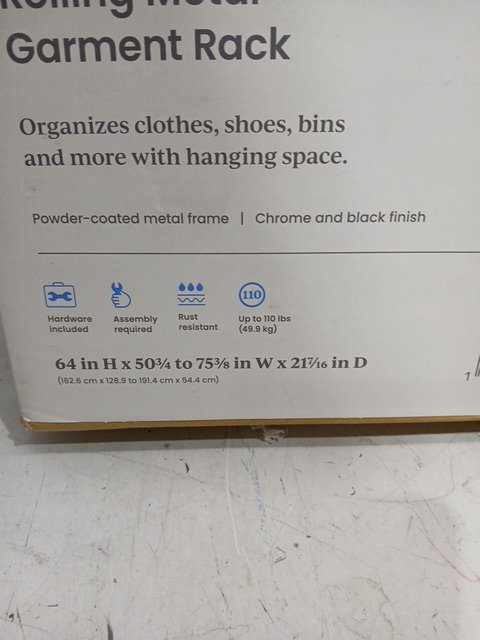 Rolling Metal
Garment Rack
Organizes clothes, shoes, bins
and more with hanging space.
Powder-coated metal frame | Chrome and black finish
110
Hardware included
Assembly required
Rust resistant
Up to 110 lbs (49.9 kg)
64 in H x 50¾ to 75⅜ in W x 21⁷⁄₁₆ in D
(162.6 cm x 128.9 to 191.4 cm x 54.4 cm)
1